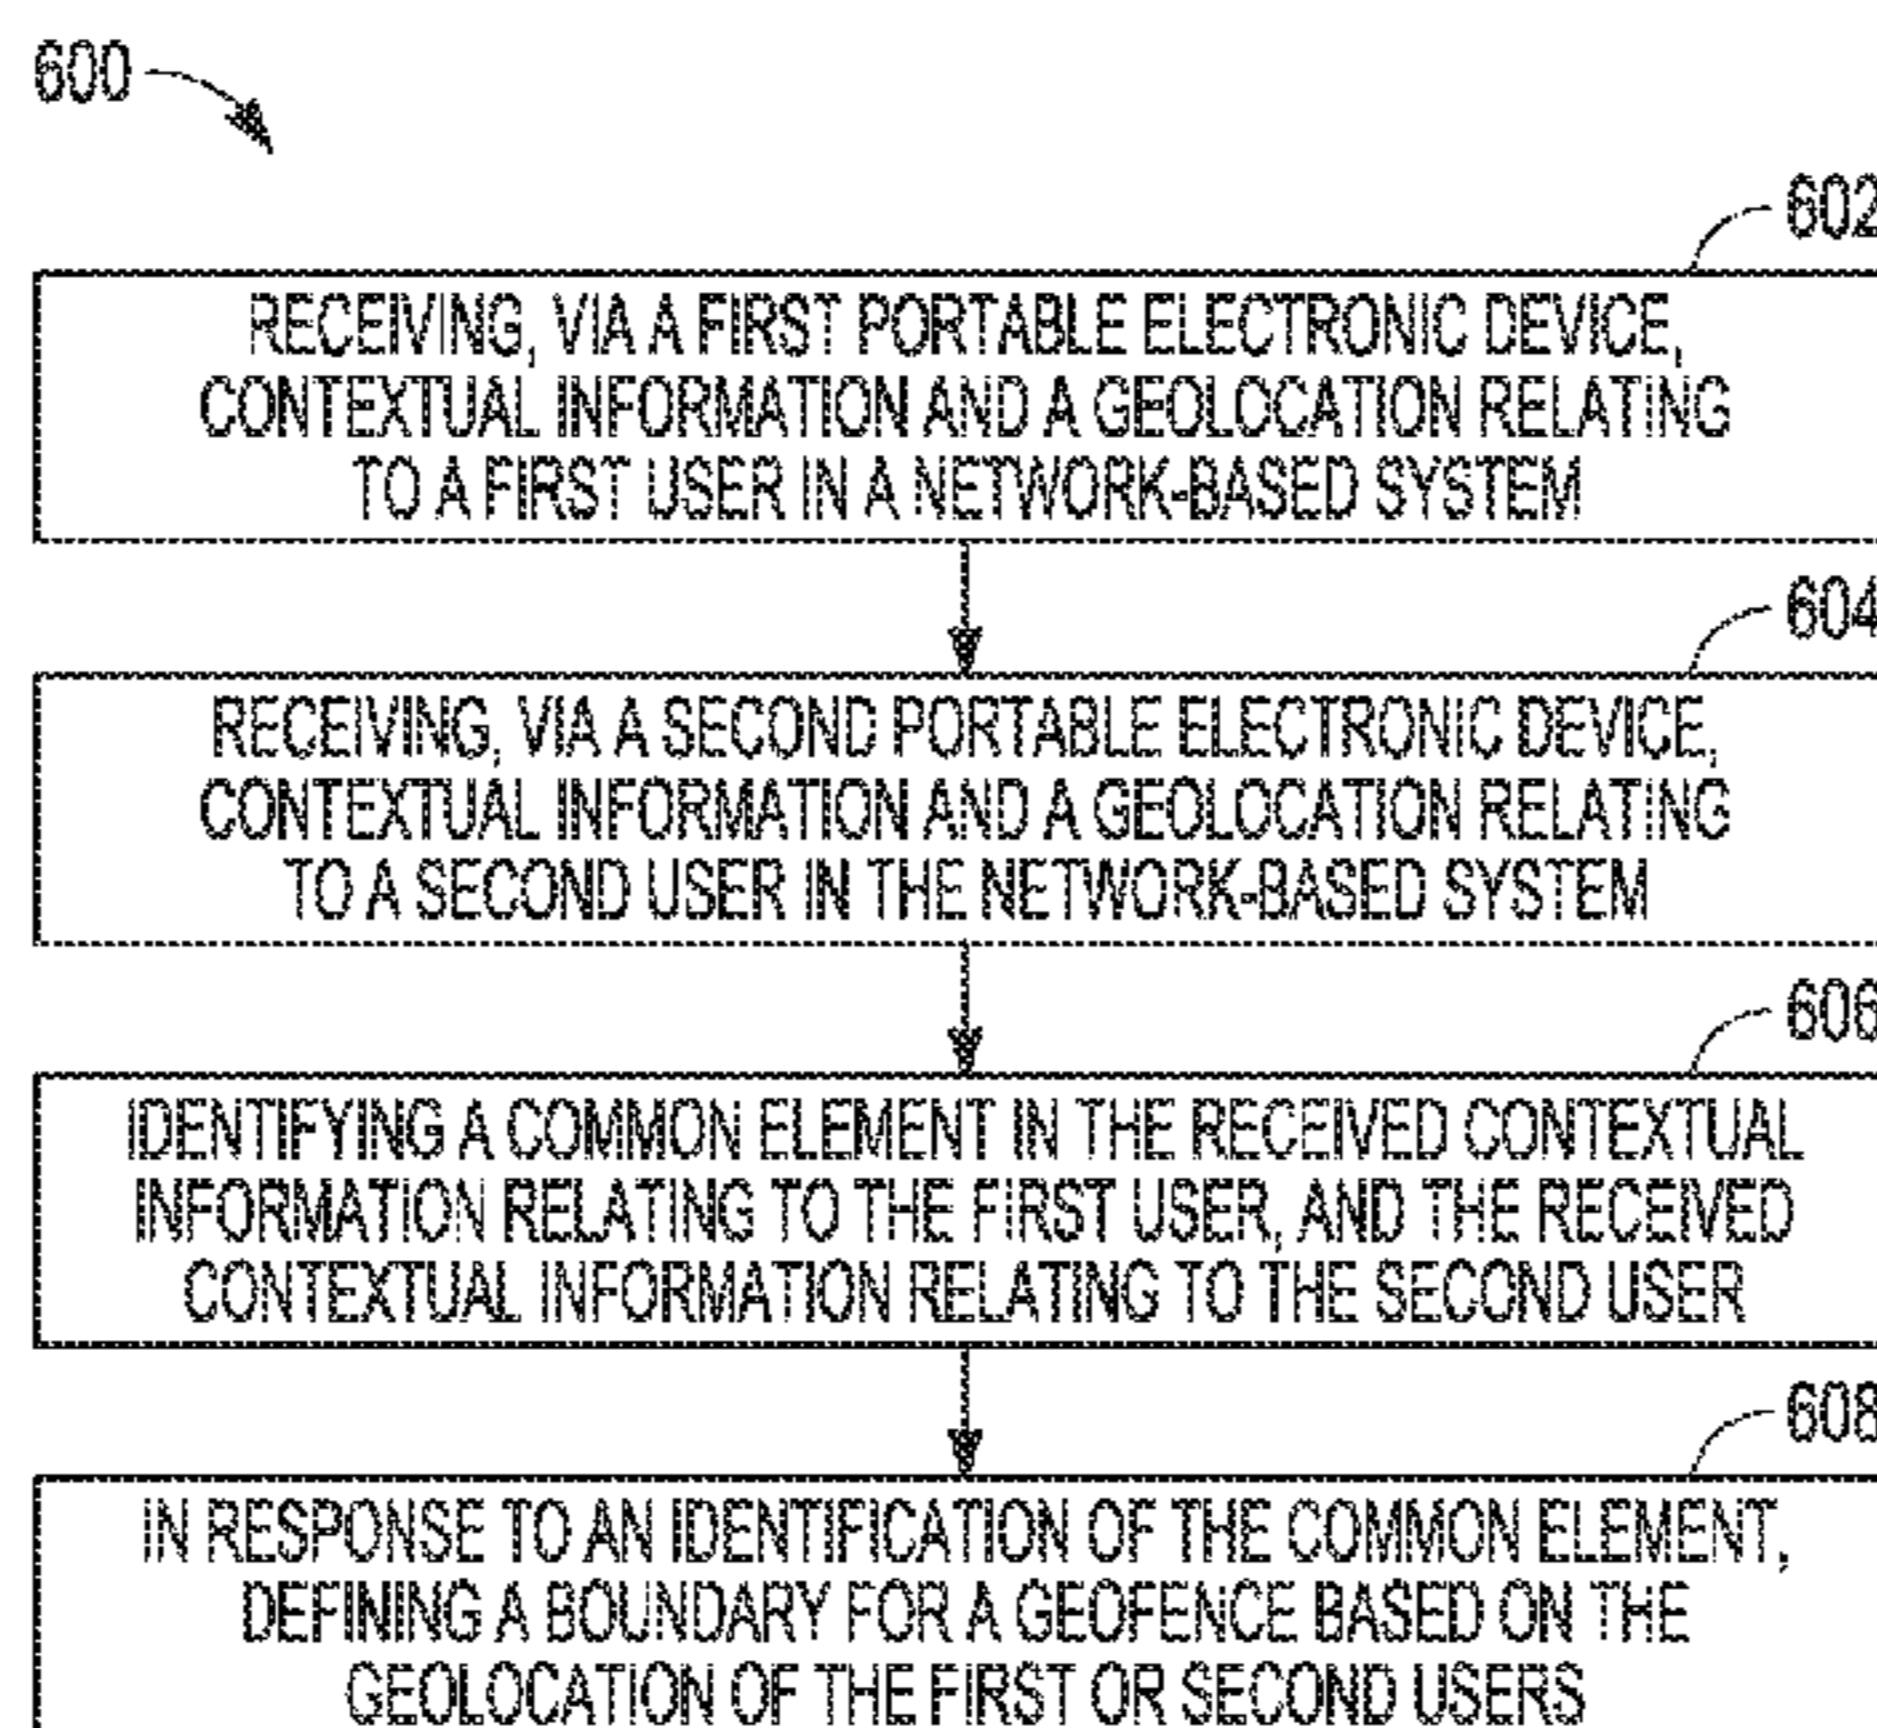 600
602
RECEIVING, VIA A FIRST PORTABLE ELECTRONIC DEVICE,
CONTEXTUAL INFORMATION AND A GEOLOCATION RELATING
TO A FIRST USER IN A NETWORK-BASED SYSTEM
604
RECEIVING, VIA A SECOND PORTABLE ELECTRONIC DEVICE,
CONTEXTUAL INFORMATION AND A GEOLOCATION RELATING
TO A SECOND USER IN THE NETWORK-BASED SYSTEM
606
IDENTIFYING A COMMON ELEMENT IN THE RECEIVED CONTEXTUAL
INFORMATION RELATING TO THE FIRST USER, AND THE RECEIVED
CONTEXTUAL INFORMATION RELATING TO THE SECOND USER
608
IN RESPONSE TO AN IDENTIFICATION OF THE COMMON ELEMENT,
DEFINING A BOUNDARY FOR A GEOFENCE BASED ON THE
GEOLOCATION OF THE FIRST OR SECOND USERS